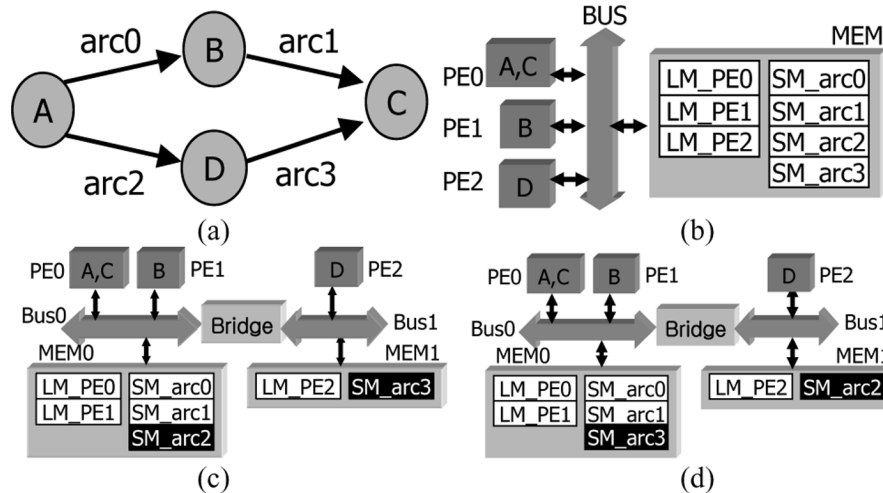 arc0
B
arc1
A
C
arc2
D
arc3
(a)
BUS
MEM
PE0
A,C
PE1
B
PE2
D
LM_PE0
LM_PE1
LM_PE2
SM_arc0
SM_arc1
SM_arc2
SM_arc3
(b)
PE0
A,C
B
PE1
D
PE2
Bus0
Bridge
Bus1
MEM0
MEM1
LM_PE0
LM_PE1
SM_arc0
SM_arc1
SM_arc2
LM_PE2
SM_arc3
(c)
PE0
A,C
B
PE1
D
PE2
Bus0
Bridge
Bus1
MEM0
MEM1
LM_PE0
LM_PE1
SM_arc0
SM_arc1
SM_arc3
LM_PE2
SM_arc2
(d)